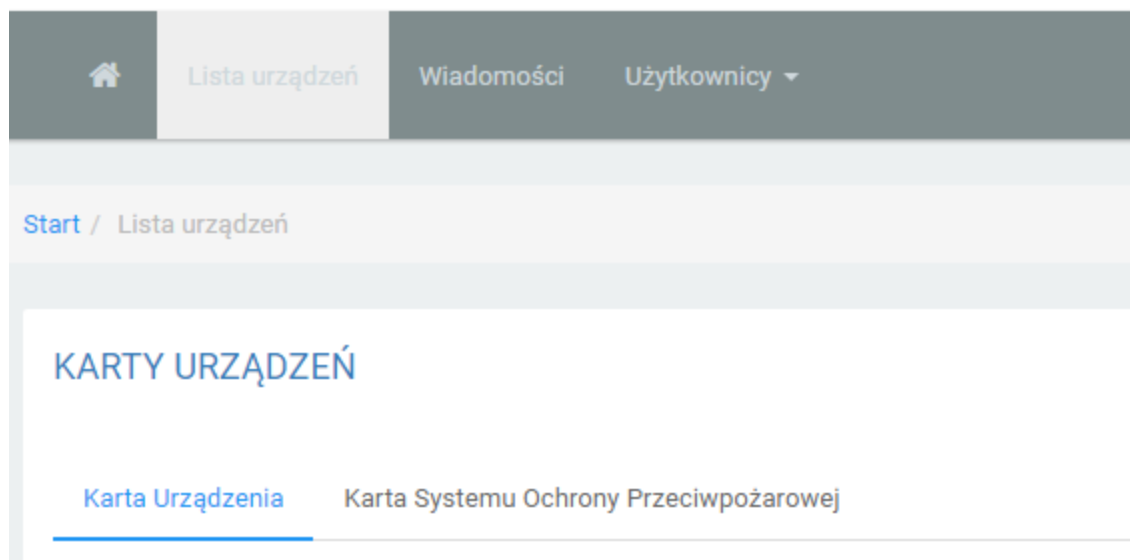 Lista urządzeń Wiadomości Użytkownicy
Start / Lista urządzeń
KARTY URZĄDZEŃ
Karta Urządzenia Karta Systemu Ochrony Przeciwpożarowej